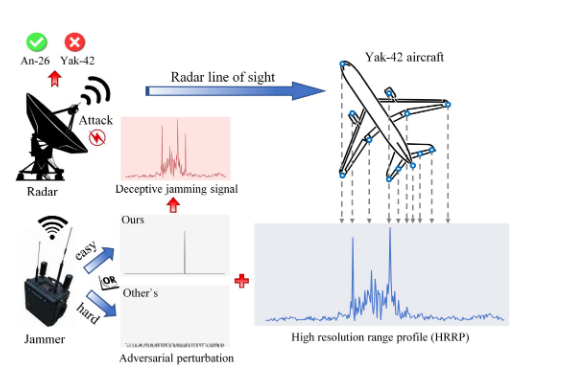 An-26 Yak-42
Yak-42 aircraft
Radar line of sight
Attack
Radar
Deceptive jamming signal
Ours
easy
OR
Other`s
hard
Jammer
Adversarial perturbation
High resolution range profile (HRRP)